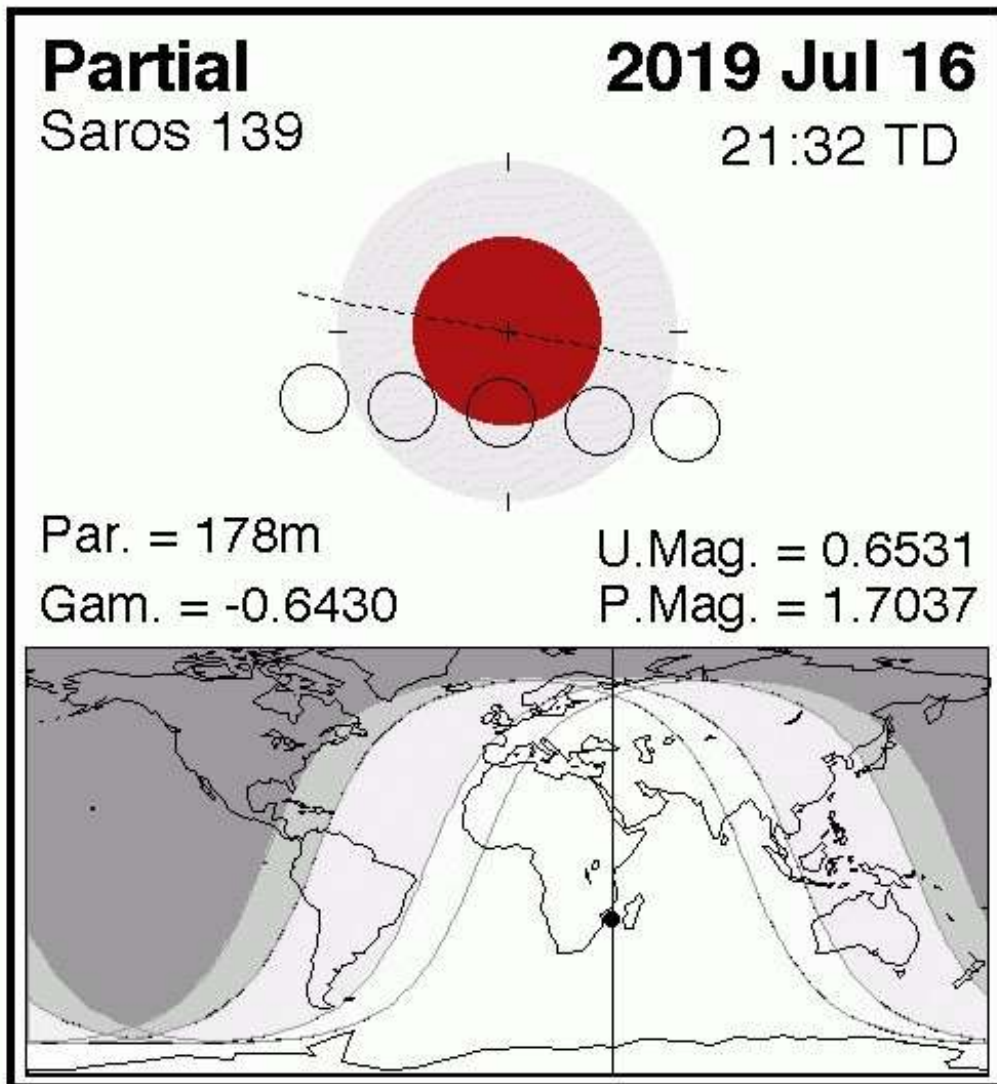 Partial 2019 Jul 16
Saros 139 21:32 TD
Par. = 178m U.Mag. = 0.6531
Gam. = -0.6430 P.Mag. = 1.7037